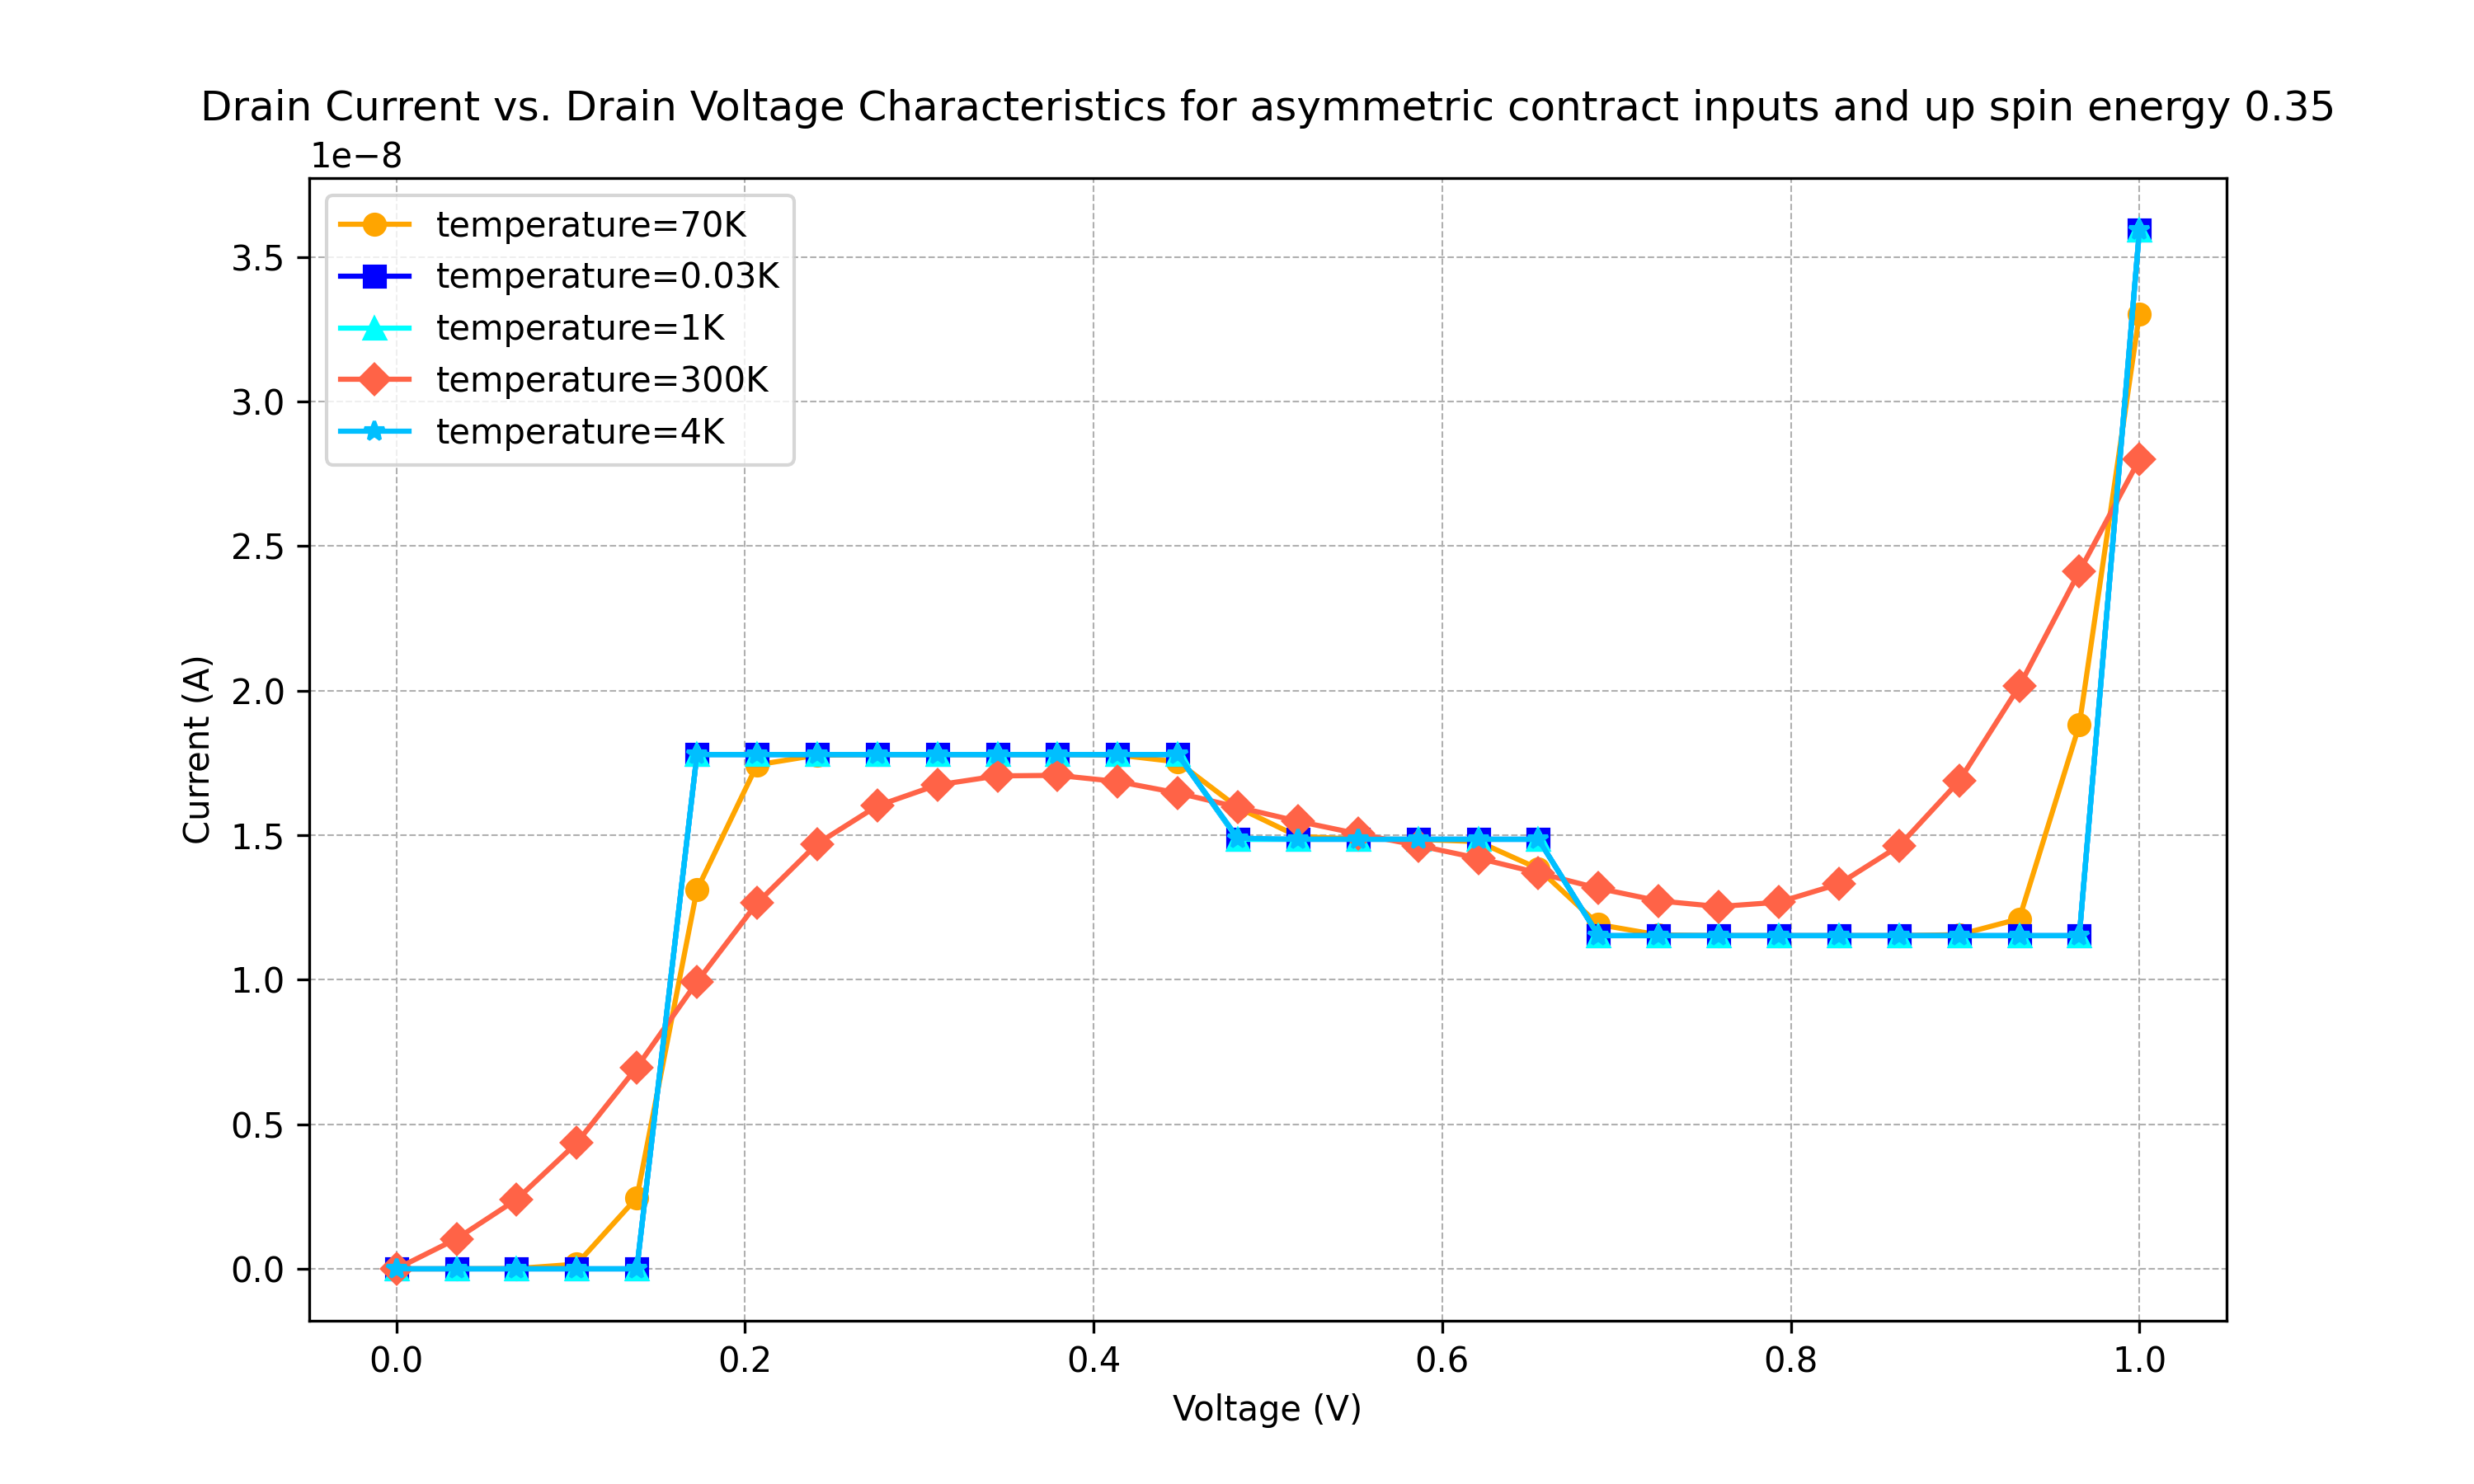 Drain Current vs. Drain Voltage Characteristics for asymmetric contract inputs and up spin energy 0.35
1e−8
temperature=70K
temperature=0.03K
temperature=1K
temperature=300K
temperature=4K
3.5
3.0
2.5
2.0
1.5
1.0
0.5
0.0
Current (A)
0.0 0.2 0.4 0.6 0.8 1.0
Voltage (V)